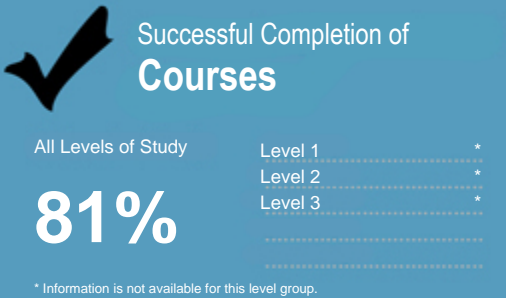 Successful Completion of
Courses
All Levels of Study
81%
Level 1 *
Level 2 *
Level 3 *
* Information is not available for this level group.